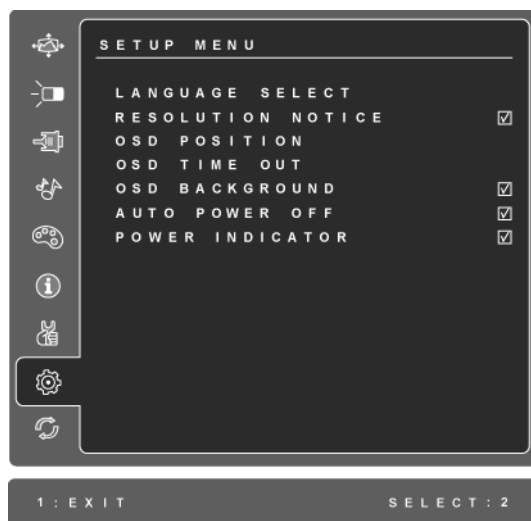 SETUP MENU
LANGUAGE SELECT
RESOLUTION NOTICE
OSD POSITION
OSD TIME OUT
OSD BACKGROUND
AUTO POWER OFF
POWER INDICATOR
1:EXIT SELECT:2